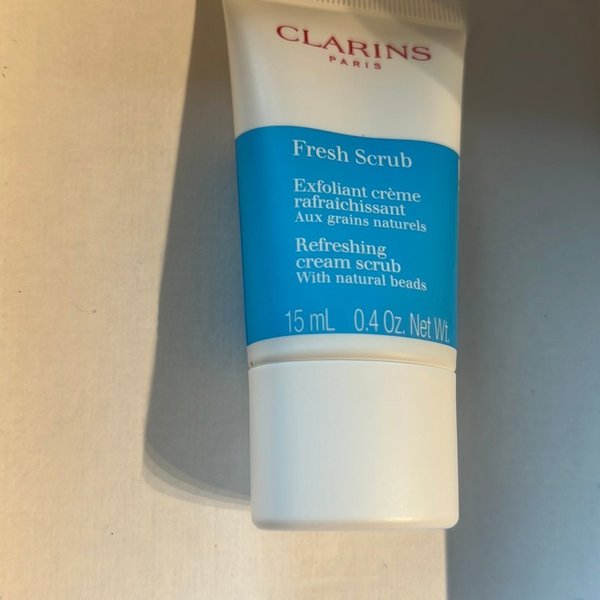 CLARINS
PARIS
Fresh Scrub
Exfoliant crème
rafraichissant
Aux grains naturels
Refreshing
cream scrub
With natural beads
15 mL 0.4 Oz. Net Wt.